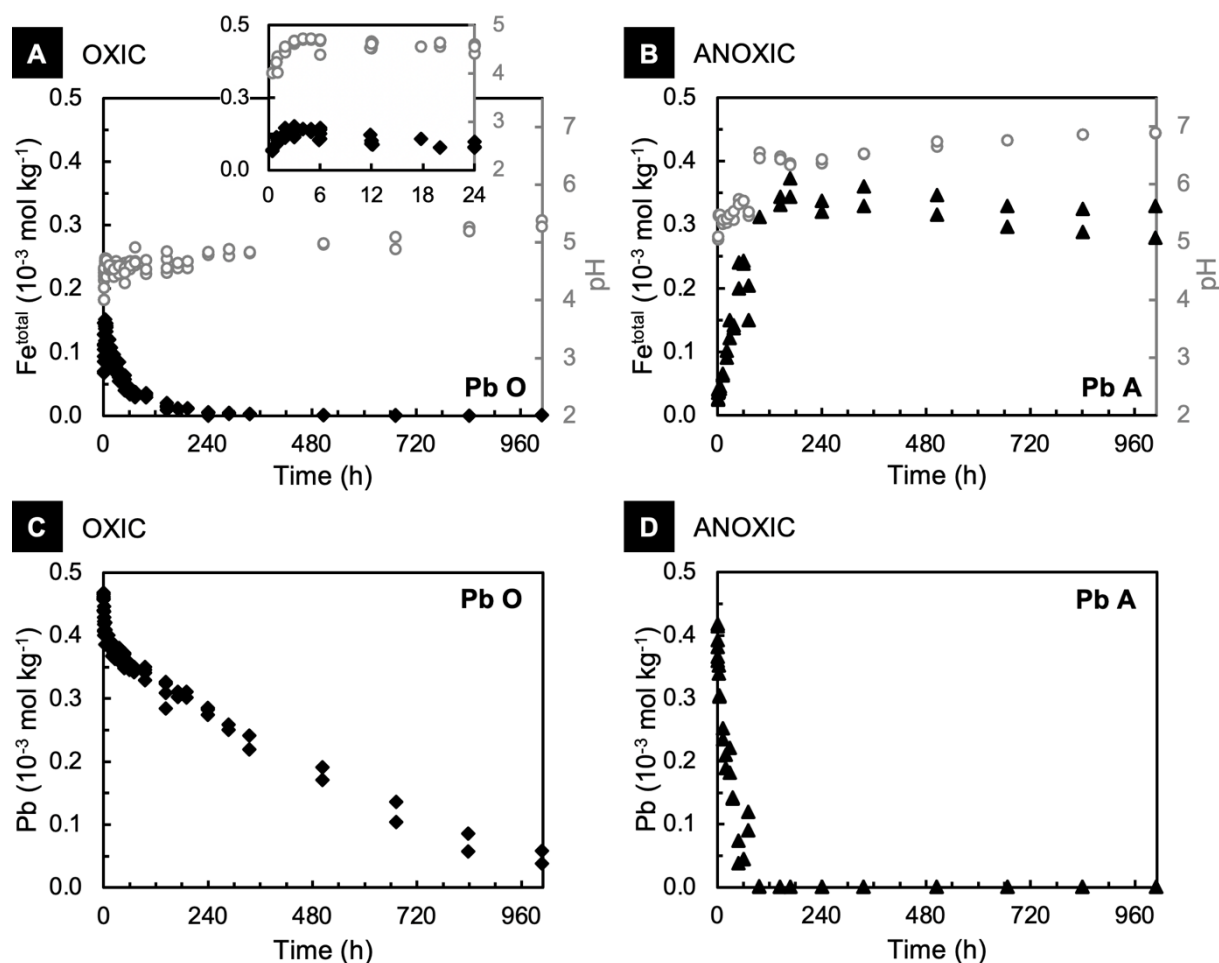 A OXIC
0.5
0.3
0.0
5
4
3
2
0 6 12 18 24
0.5
0.4
0.3
0.2
0.1
0.0
Fe^total (10^-3 mol kg^-1)
7
6
5
4
3
2
pH
Pb O
0 240 480 720 960
Time (h)
B ANOXIC
0.5
0.4
0.3
0.2
0.1
0.0
Fe^total (10^-3 mol kg^-1)
7
6
5
4
3
2
pH
Pb A
0 240 480 720 960
Time (h)
C OXIC
0.5
0.4
0.3
0.2
0.1
0.0
Pb (10^-3 mol kg^-1)
Pb O
0 240 480 720 960
Time (h)
D ANOXIC
0.5
0.4
0.3
0.2
0.1
0.0
Pb (10^-3 mol kg^-1)
Pb A
0 240 480 720 960
Time (h)